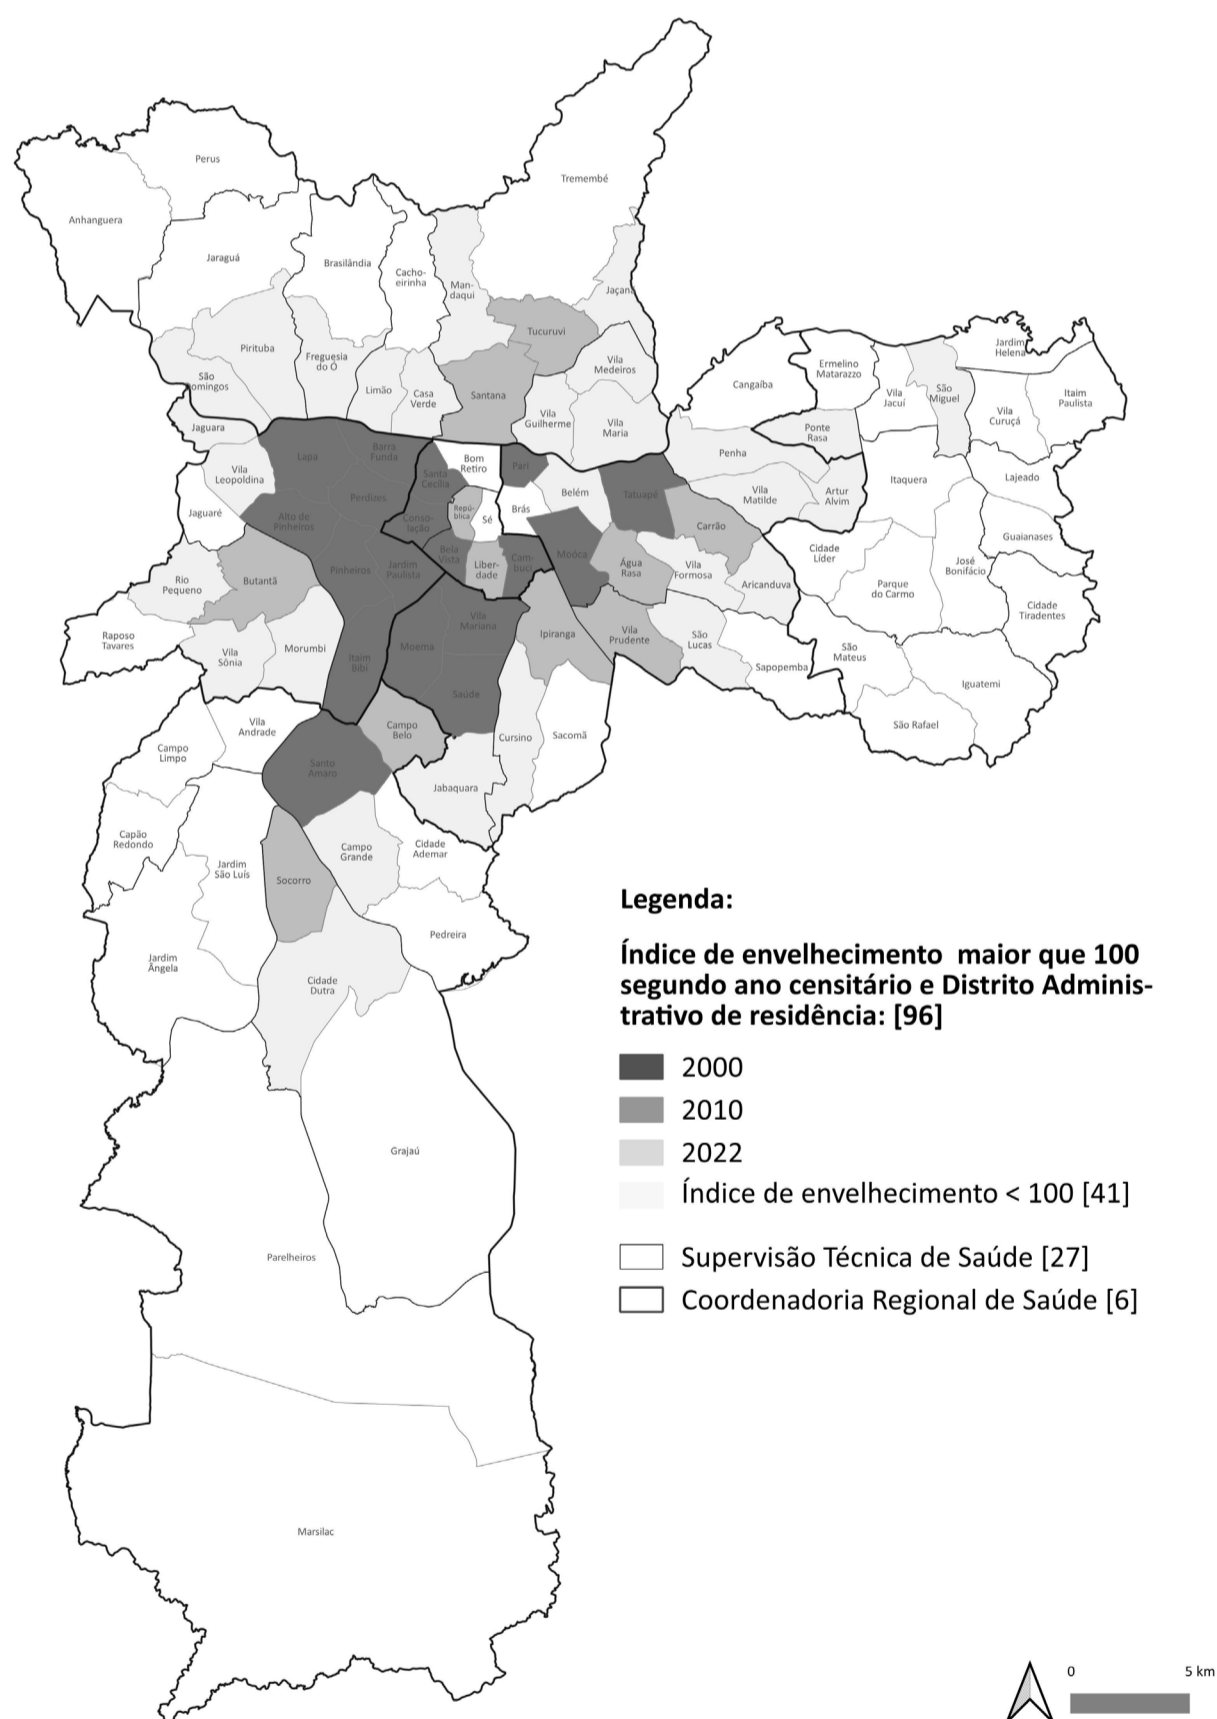 Perus
Tremembé
Anhanguera
Jaraguá
Brasilândia
Cacho-
eirinha
Man-
daqui
Jaçanã
Tucuruvi
Pirituba
Freguesia
do Ó
São
Domingos
Limão
Casa
Verde
Santana
Vila
Medeiros
Vila
Guilherme
Vila
Maria
Cangaíba
Ermelino
Matarazzo
Vila
Jacuí
São
Miguel
Jardim
Helena
Vila
Curuçá
Itaim
Paulista
Jaguara
Vila
Leopoldina
Jaguaré
Lapa
Barra
Funda
Perdizes
Alto de
Pinheiros
Pinheiros
Jardim
Paulista
Santa
Cecília
Bom
Retiro
Pari
Conso-
lação
Repú-
blica
Sé
Brás
Belém
Bela
Vista
Liber-
dade
Cam-
buci
Moóca
Tatuapé
Carrão
Água
Rasa
Vila
Formosa
Aricanduva
Penha
Ponte
Rasa
Vila
Matilde
Artur
Alvim
Itaquera
Lajeado
Guaianases
Cidade
Líder
Parque
do Carmo
José
Bonifácio
Cidade
Tiradentes
Rio
Pequeno
Butantã
Raposo
Tavares
Vila
Sônia
Morumbi
Itaim
Bibi
Moema
Vila
Mariana
Saúde
Ipiranga
Vila
Prudente
São
Lucas
Sapopemba
São
Mateus
Iguatemi
São Rafael
Vila
Andrade
Campo
Limpo
Santo
Amaro
Campo
Belo
Cursino
Sacomã
Jabaquara
Capão
Redondo
Jardim
São Luís
Socorro
Campo
Grande
Cidade
Ademar
Pedreira
Jardim
Ângela
Cidade
Dutra
Grajaú
Parelheiros
Marsilac
Legenda:
Índice de envelhecimento maior que 100
segundo ano censitário e Distrito Adminis-
trativo de residência: [96]
2000
2010
2022
Índice de envelhecimento < 100 [41]
Supervisão Técnica de Saúde [27]
Coordenadoria Regional de Saúde [6]
0 5 km